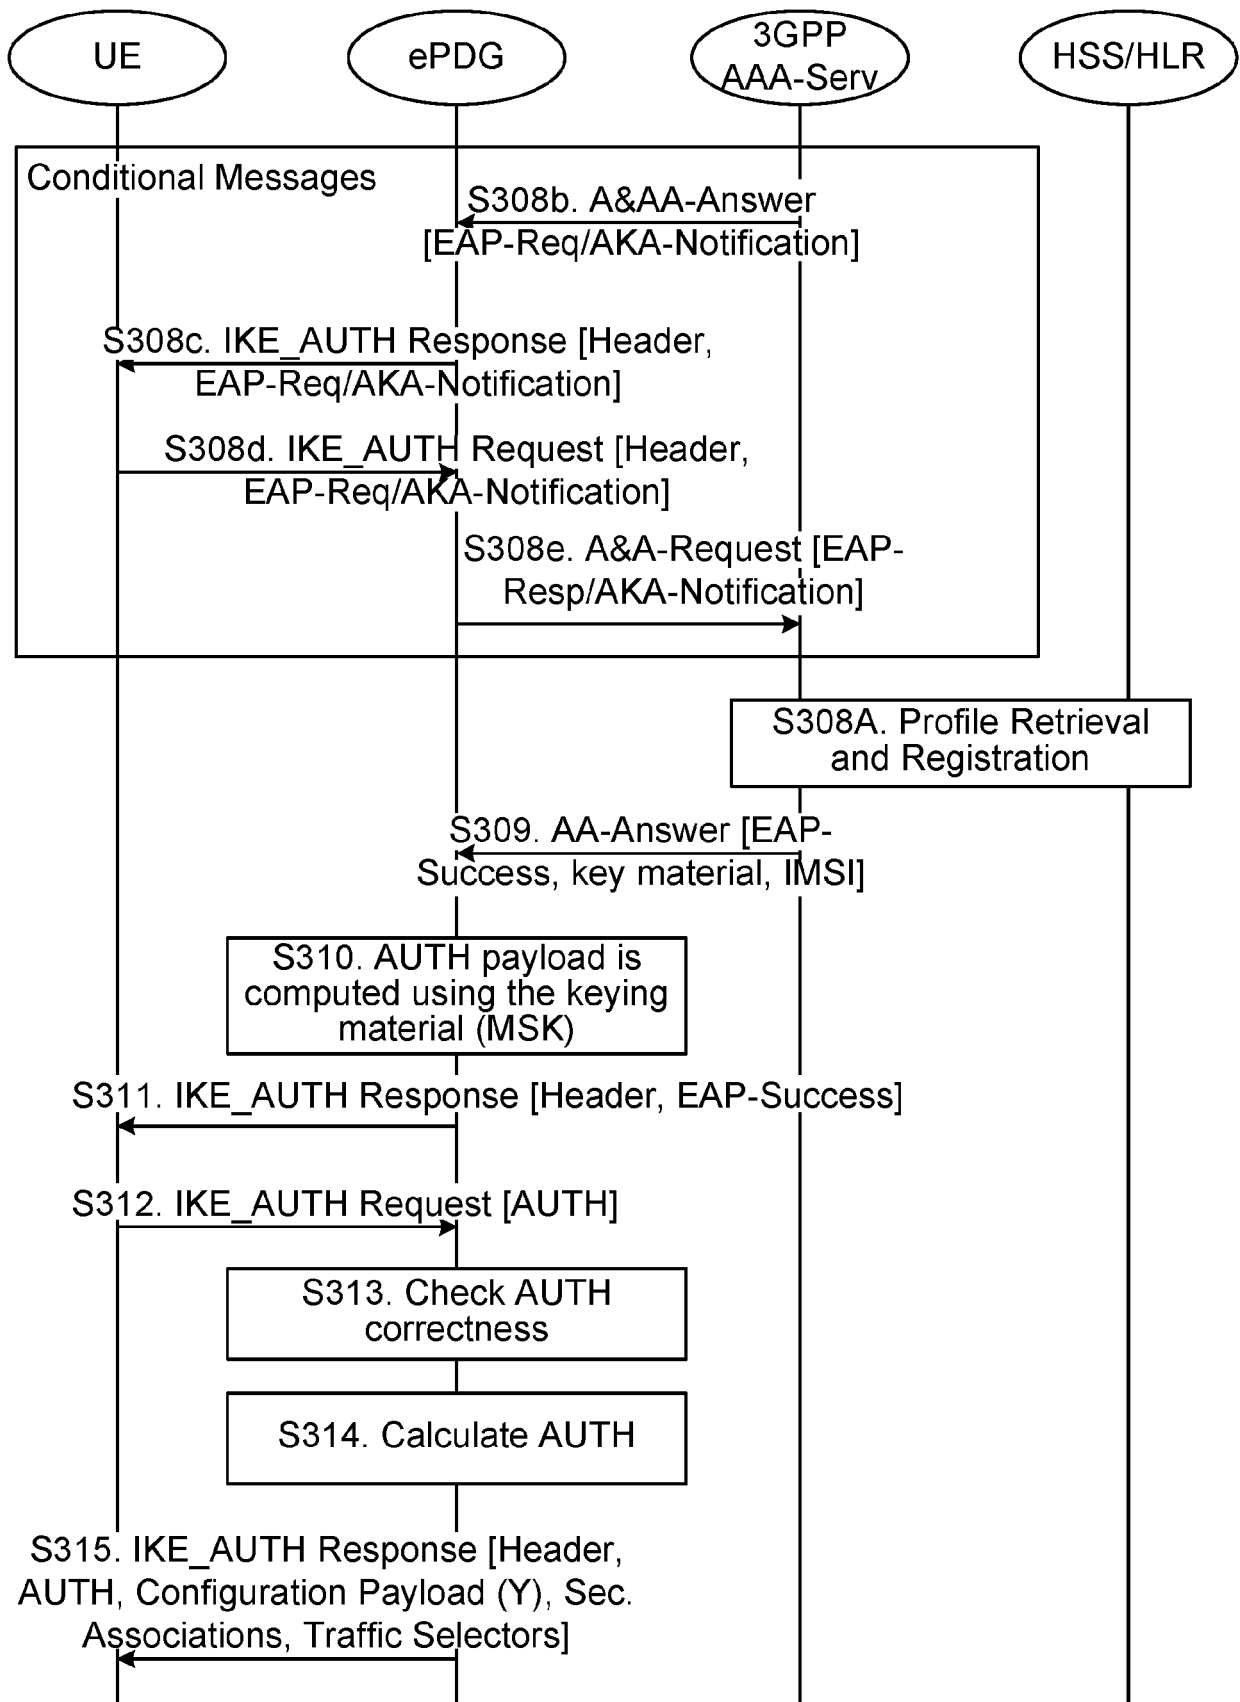 UE
ePDG
3GPP
AAA-Serv
HSS/HLR
Conditional Messages
S308b. A&AA-Answer
[EAP-Req/AKA-Notification]
S308c. IKE_AUTH Response [Header,
EAP-Req/AKA-Notification]
S308d. IKE_AUTH Request [Header,
EAP-Req/AKA-Notification]
S308e. A&A-Request [EAP-
Resp/AKA-Notification]
S308A. Profile Retrieval
and Registration
S309. AA-Answer [EAP-
Success, key material, IMSI]
S310. AUTH payload is
computed using the keying
material (MSK)
S311. IKE_AUTH Response [Header, EAP-Success]
S312. IKE_AUTH Request [AUTH]
S313. Check AUTH
correctness
S314. Calculate AUTH
S315. IKE_AUTH Response [Header,
AUTH, Configuration Payload (Y), Sec.
Associations, Traffic Selectors]